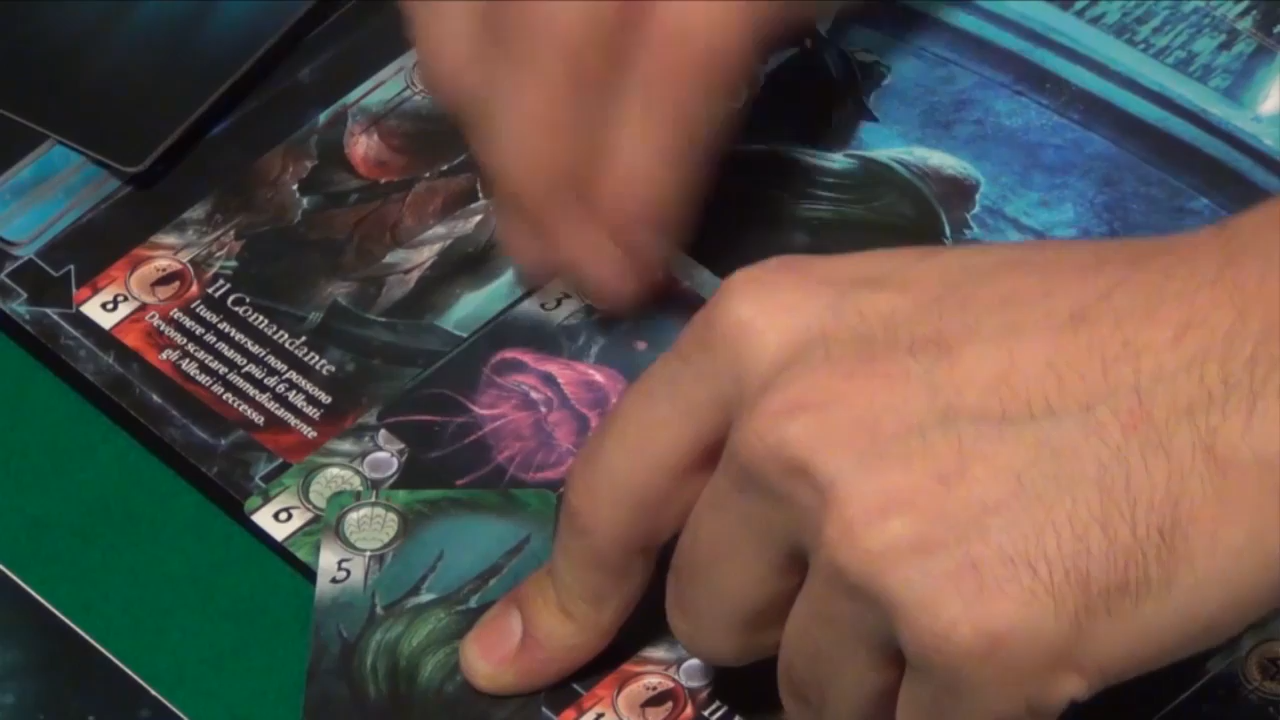 8
Il Comandante
I tuoi avversari non possono
tenere in mano più di 6 Alleati.
Devono scartare immediatamente
gli Alleati in eccesso.
3
6
5
Il